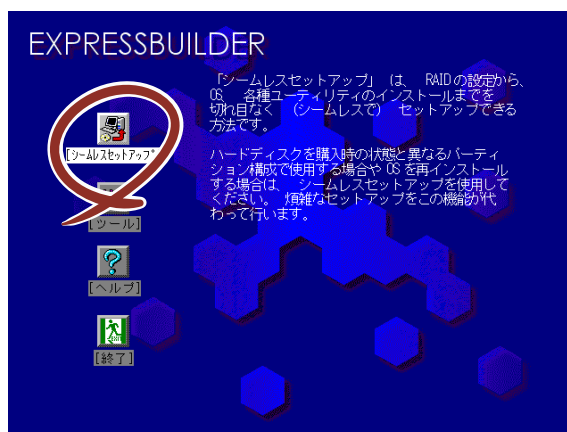 EXPRESSBUILDER
「シームレスセットアップ」 は、 RAIDの設定から、
OS、 各種ユーティリティのインストールまでを
切れ目なく （シームレスで） セットアップできる
方法です。
ハードディスクを購入時の状態と異なるパーティ
ション構成で使用する場合や OSを再インストール
する場合は、 シームレスセットアップを使用して
ください。 煩雑なセットアップをこの機能が代
わって行います。
[シームレスセットアップ]
[ツール]
[ヘルプ]
EXIT
[終了]